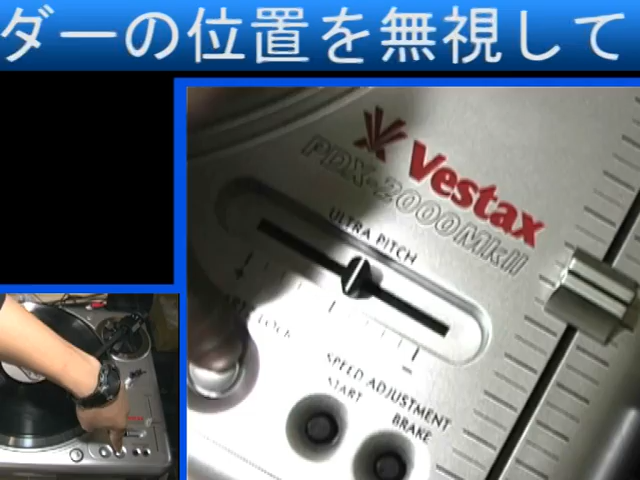 ダーの位置を無視して
Vestax
PDX-2000MkII
ULTRA PITCH
LOCK
SPEED ADJUSTMENT
START
BRAKE